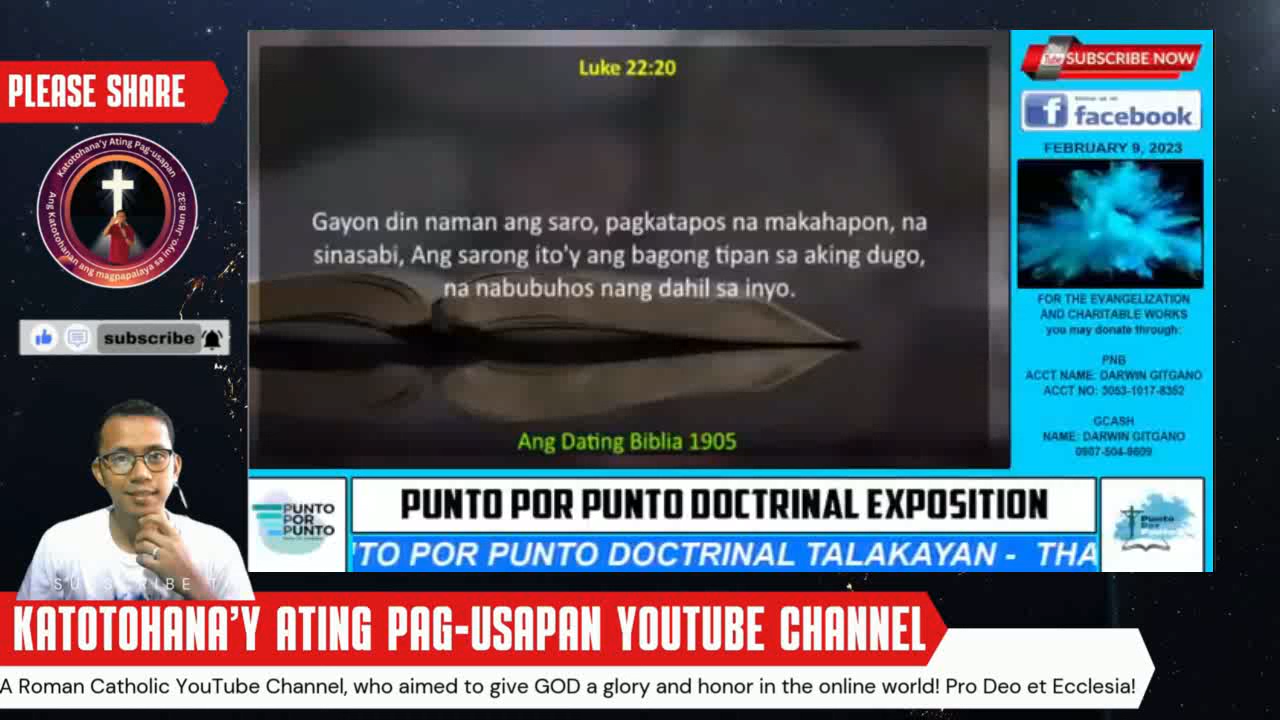 PLEASE SHARE
Katotohana'y Ating Pag-usapan
Ang Katotohanan ang magpapalaya sa inyo. Juan 8:32
subscribe
Luke 22:20
Gayon din naman ang saro, pagkatapos na makahapon, na
sinasabi, Ang sarong ito'y ang bagong tipan sa aking dugo,
na nabubuhos nang dahil sa inyo.
Ang Dating Biblia 1905
SUBSCRIBE NOW
facebook
FEBRUARY 9, 2023
FOR THE EVANGELIZATION
AND CHARITABLE WORKS
you may donate through:
PNB
ACCT NAME: DARWIN GITGANO
ACCT NO: 3053-1017-8352
GCASH
NAME: DARWIN GITGANO
PUNTO
POR
PUNTO
PUNTO POR PUNTO DOCTRINAL EXPOSITION
TO POR PUNTO DOCTRINAL TALAKAYAN - THA
Punto
Por
KATOTOHANA'Y ATING PAG-USAPAN YOUTUBE CHANNEL
A Roman Catholic YouTube Channel, who aimed to give GOD a glory and honor in the online world! Pro Deo et Ecclesia!